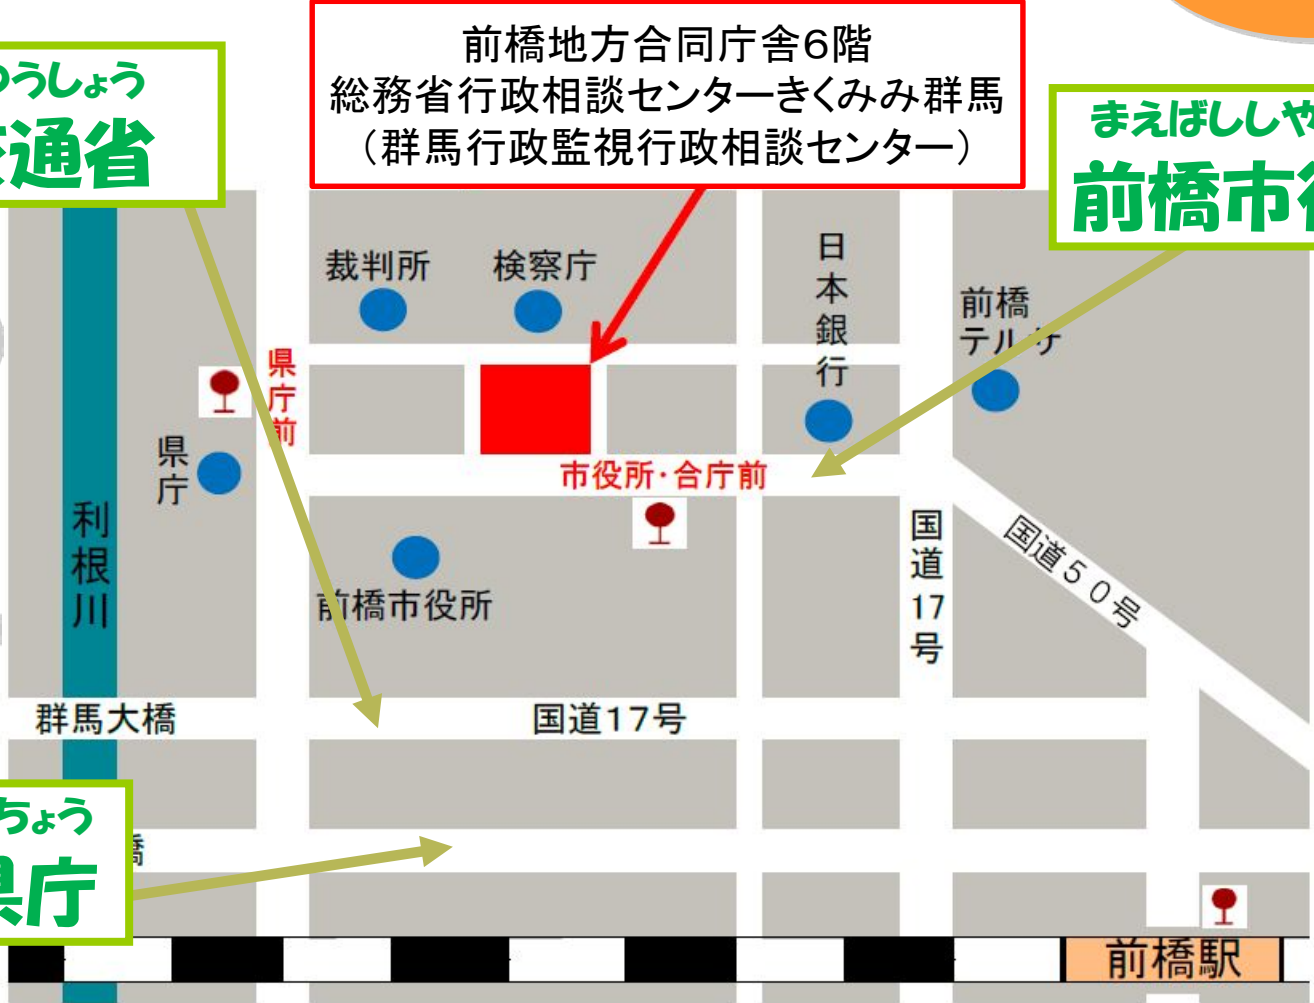 前橋地方合同庁舎6階
総務省行政相談センターきくみみ群馬
（群馬行政監視行政相談センター）
うしょう
通省
まえばししや
前橋市
裁判所
検察庁
日本銀行
前橋
テルサ
県庁前
県庁
市役所・合庁前
利根川
前橋市役所
国道17号
国道50号
群馬大橋
国道17号
ちょう
県庁
橋
前橋駅